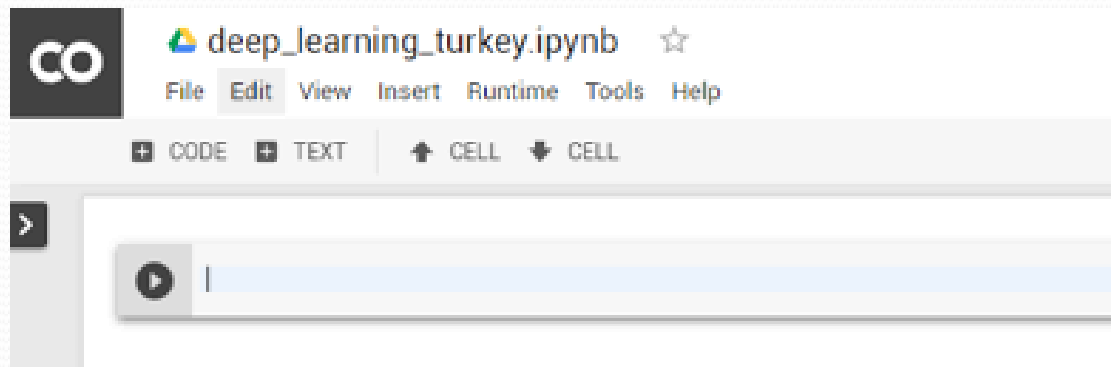 CO deep_learning_turkey.ipynb
File Edit View Insert Runtime Tools Help
CODE TEXT CELL CELL